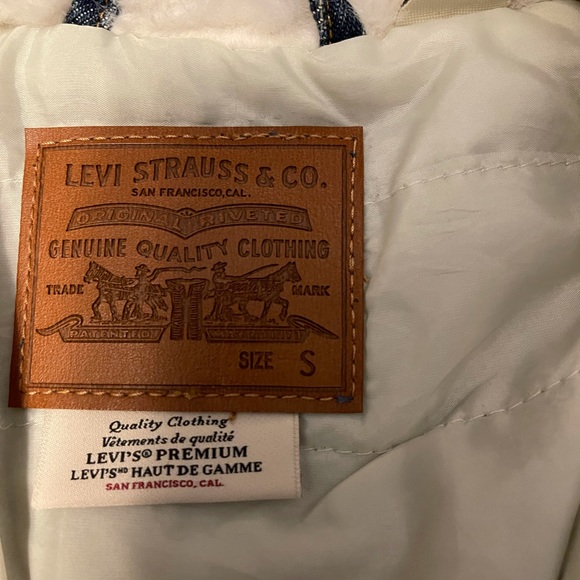 LEVI STRAUSS & CO.
SAN FRANCISCO, CAL.
ORIGINAL RIVETED
GENUINE QUALITY CLOTHING
TRADE MARK
PATENTED
SIZE S
Quality Clothing
Vêtements de qualité
LEVI'S® PREMIUM
LEVI'S ᴹᴰ HAUT DE GAMME
SAN FRANCISCO, CAL.